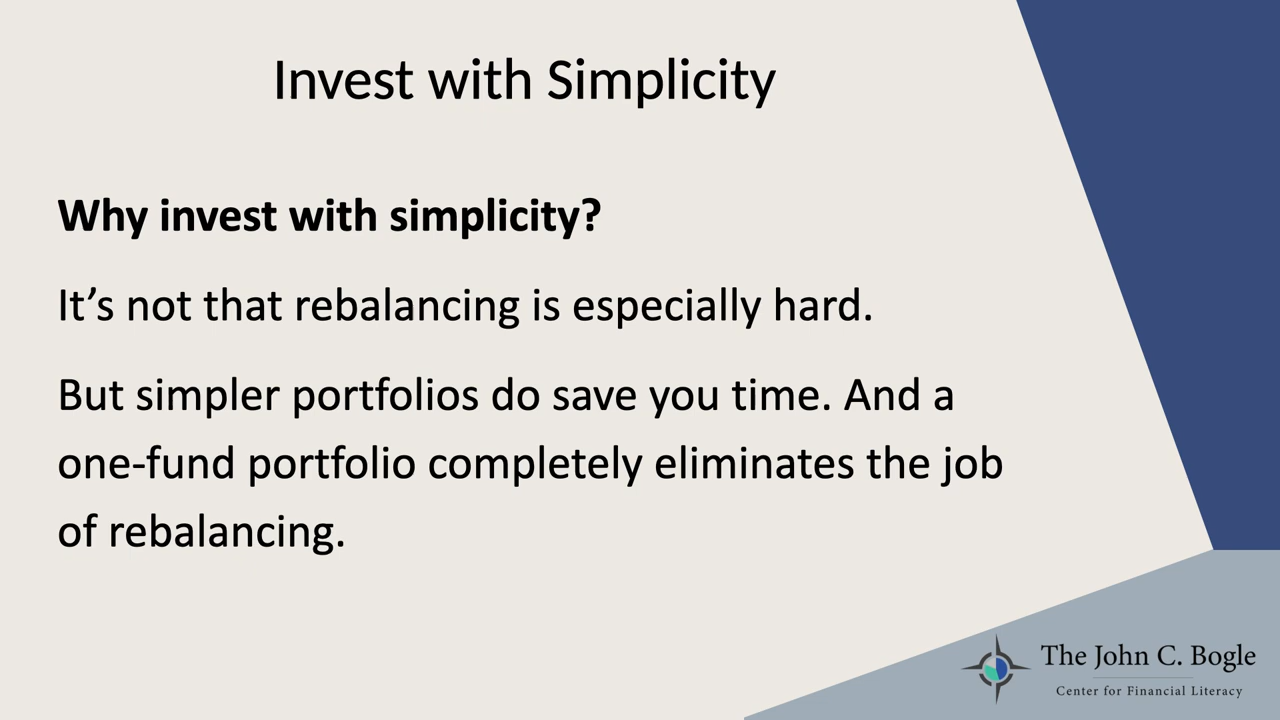 Invest with Simplicity
Why invest with simplicity?
It’s not that rebalancing is especially hard.
But simpler portfolios do save you time. And a
one-fund portfolio completely eliminates the job
of rebalancing.
The John C. Bogle
Center for Financial Literacy